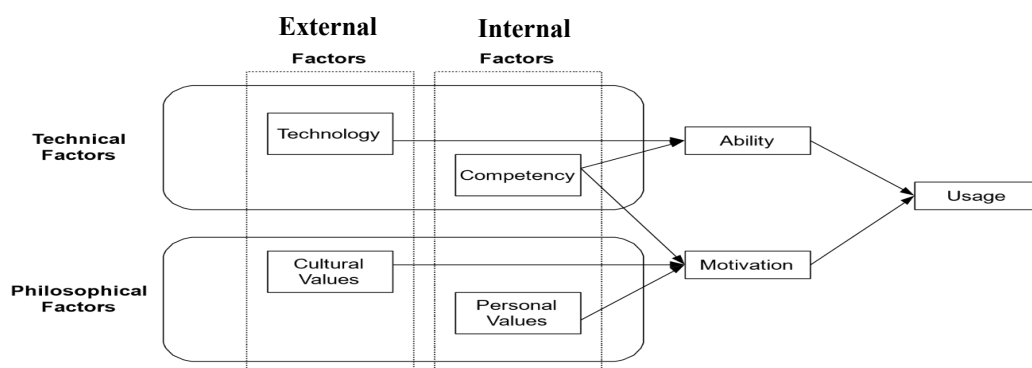 External
Internal
Factors
Factors
Technical
Factors
Technology
Ability
Competency
Usage
Cultural
Values
Motivation
Philosophical
Factors
Personal
Values